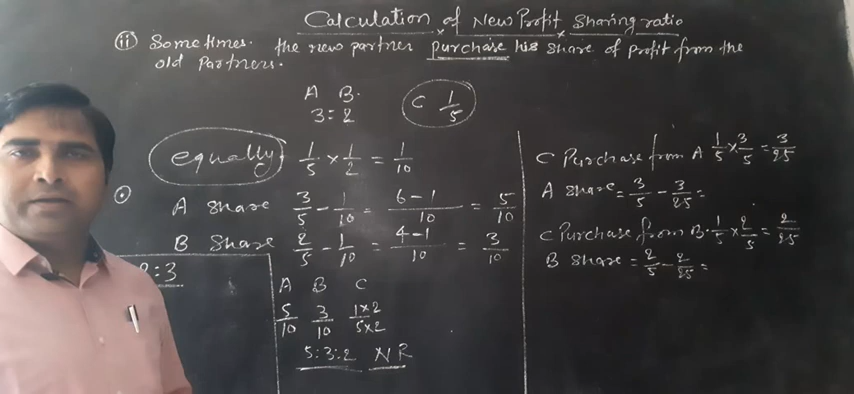 Calculation of New Profit Sharing ratio
(ii) Sometimes. the new partner purchase his share of profit from the
old Partners.
A B.
3:2
C 1/5
equally. 1/5 × 1/2 = 1/10
A share 3/5 - 1/10 = 6-1/10 = 5/10
B Share 2/5 - 1/10 = 4-1/10 = 3/10
:3
A B C
5/10 3/10 1×2/5×2
5:3:2 NR
C Purchase from A 1/5 × 3/5 = 3/25
A Share = 3/5 - 3/25 =
C Purchase from B. 1/5 × 2/5 = 2/25
B Share = 2/5 - 2/25 =